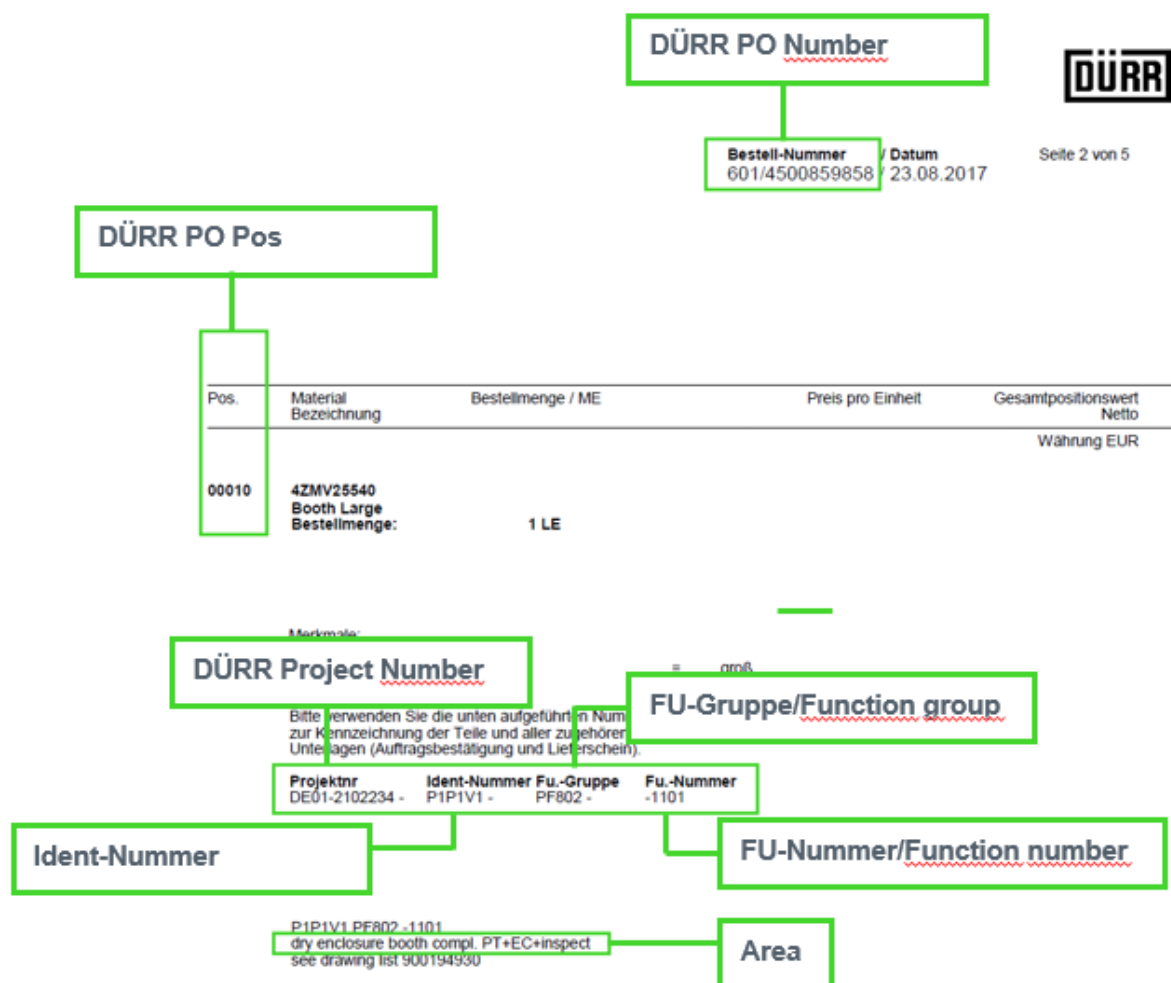 DÜRR PO Number
DÜRR
Bestell-Nummer / Datum Seite 2 von 5
601/4500859858 / 23.08.2017
DÜRR PO Pos
Pos. Material Bestellmenge / ME Preis pro Einheit Gesamtpositionswert
Bezeichnung Netto
Währung EUR
00010 4ZMV25540
Booth Large
Bestellmenge: 1 LE
Merkmale:
= groß
DÜRR Project Number
FU-Gruppe/Function group
Bitte verwenden Sie die unten aufgeführten
zur Kennzeichnung der Teile und aller
Unterlagen (Auftragsbestätigung und Lieferschein).
Projektnr Ident-Nummer Fu.-Gruppe Fu.-Nummer
DE01-2102234 - P1P1V1 - PF802 - -1101
Ident-Nummer
FU-Nummer/Function number
P1P1V1 PF802 -1101
dry enclosure booth compl. PT+EC+inspect
see drawing list 900194930
Area